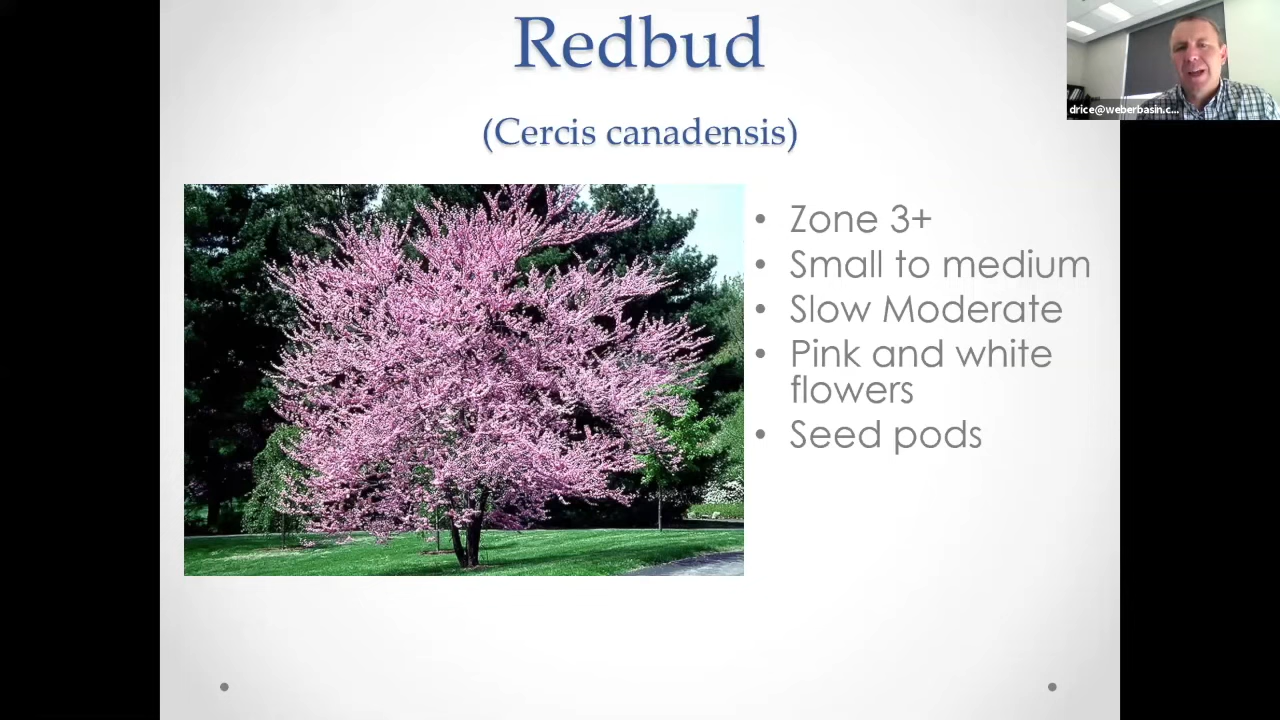 Redbud
(Cercis canadensis)
drice@weberbasin.c...
• Zone 3+
• Small to medium
• Slow Moderate
• Pink and white
flowers
• Seed pods